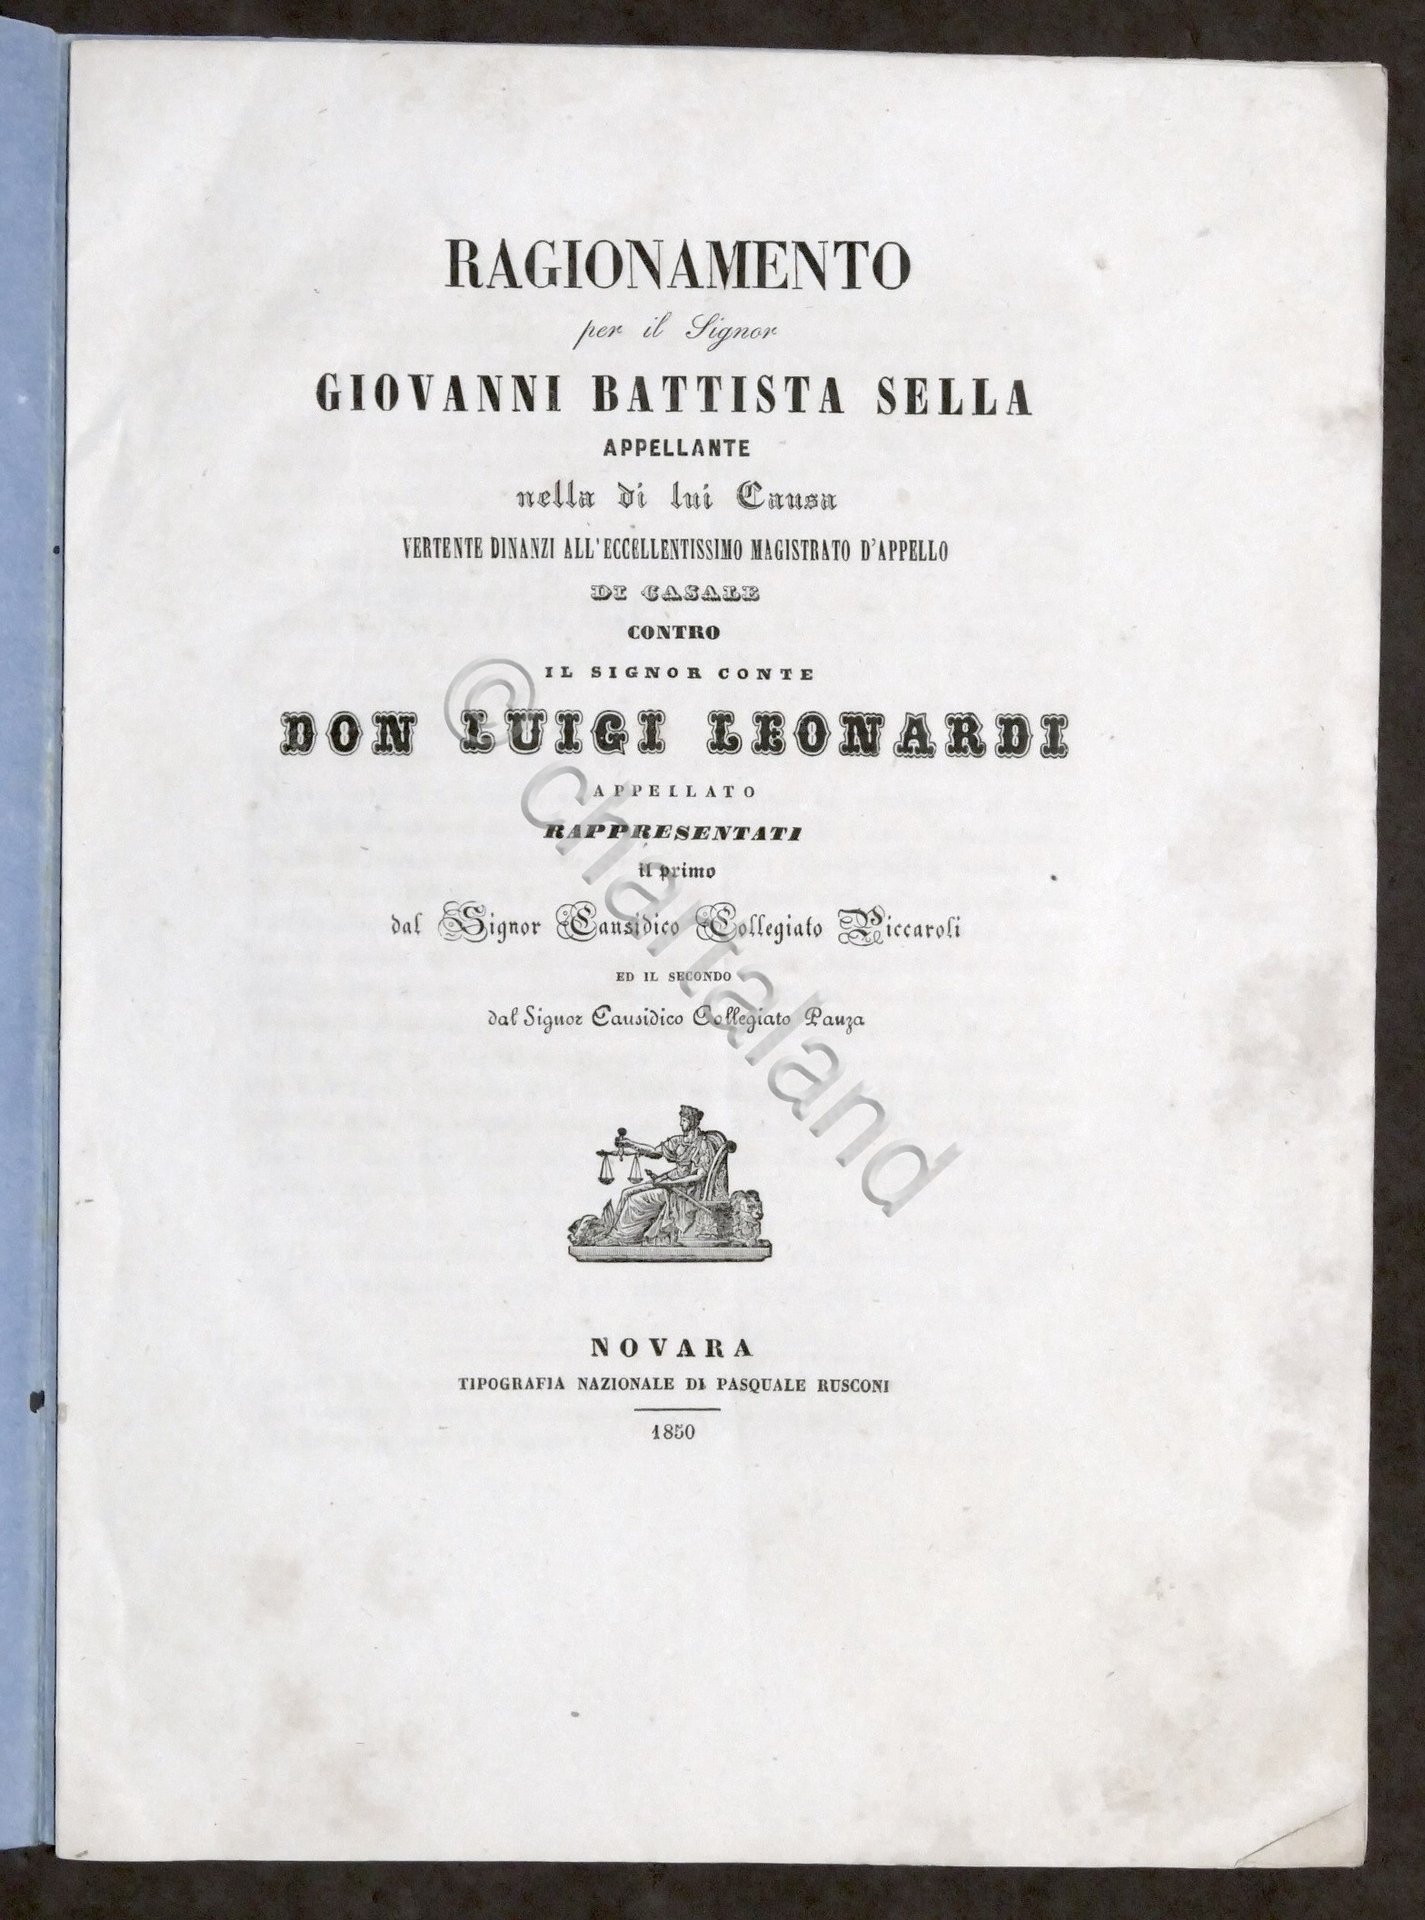 RAGIONAMENTO
per il Signor
GIOVANNI BATTISTA SELLA
APPELLANTE
nella di lui Causa
VERTENTE DINANZI ALL'ECCELLENTISSIMO MAGISTRATO D'APPELLO
DI CASALE
CONTRO
IL SIGNOR CONTE
DON LUIGI LEONARDI
APPELLATO
RAPPRESENTATI
il primo
dal Signor Causidico Collegiato Piccaroli
ED IL SECONDO
dal Signor Causidico Collegiato Panza
NOVARA
TIPOGRAFIA NAZIONALE DI PASQUALE RUSCONI
1850
© chartaland